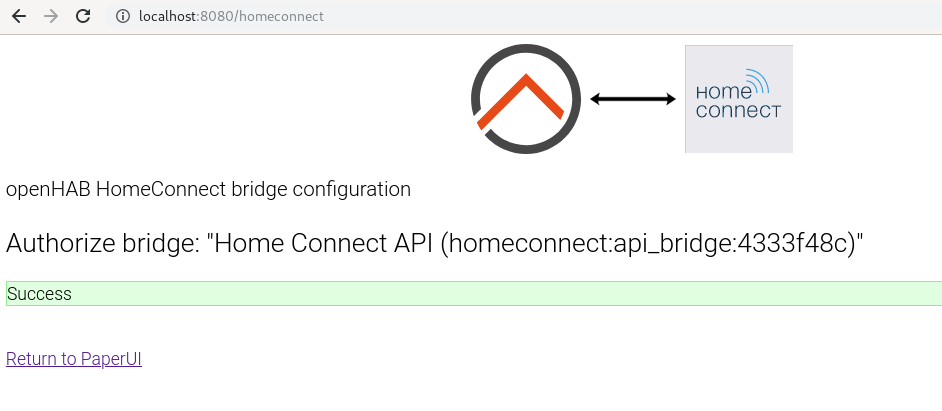 localhost:8080/homeconnect
HOME
CONNECT
openHAB HomeConnect bridge configuration
Authorize bridge: "Home Connect API (homeconnect:api_bridge:4333f48c)"
Success
Return to PaperUI